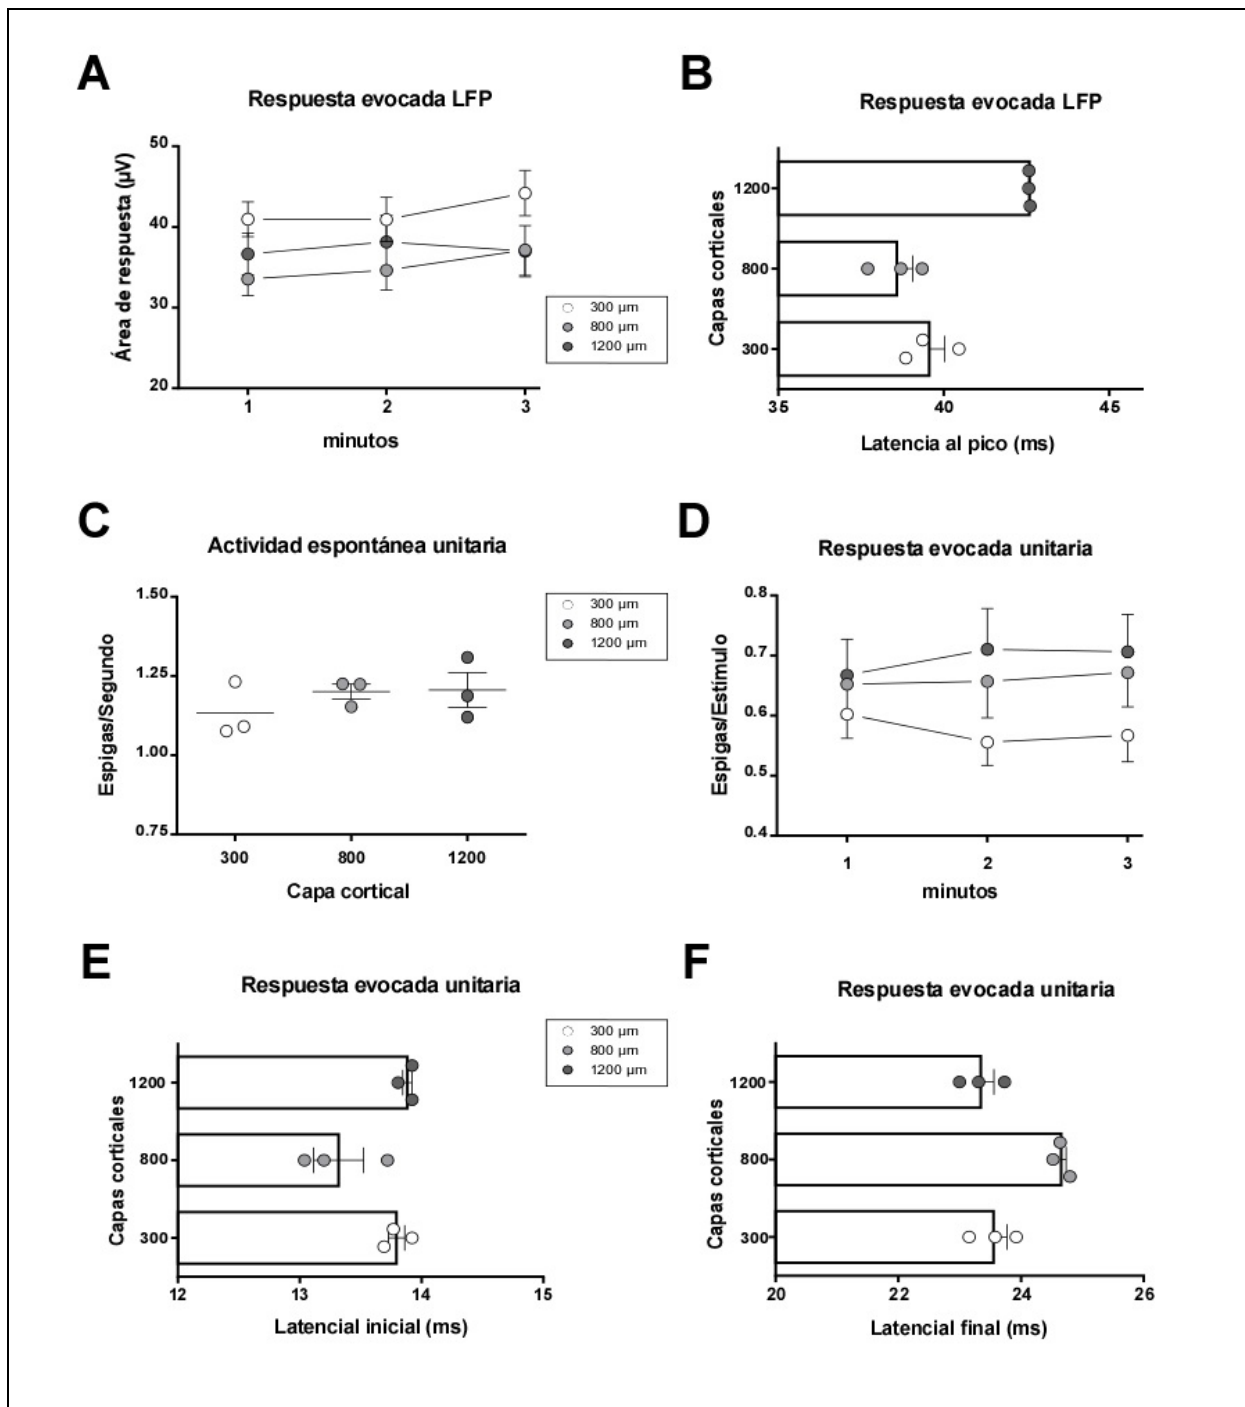 A
Respuesta evocada LFP
50
40
30
20
Área de respuesta (µV)
1
2
3
minutos
300 µm
800 µm
1200 µm
B
Respuesta evocada LFP
Capas corticales
1200
800
300
35
40
45
Latencia al pico (ms)
C
Actividad espontánea unitaria
Espigas/Segundo
1.50
1.25
1.00
0.75
300
800
1200
Capa cortical
300 µm
800 µm
1200 µm
D
Respuesta evocada unitaria
Espigas/Estímulo
0.8
0.7
0.6
0.5
0.4
1
2
3
minutos
E
Respuesta evocada unitaria
Capas corticales
1200
800
300
12
13
14
15
Latencial inicial (ms)
300 µm
800 µm
1200 µm
F
Respuesta evocada unitaria
Capas corticales
1200
800
300
20
22
24
26
Latencial final (ms)